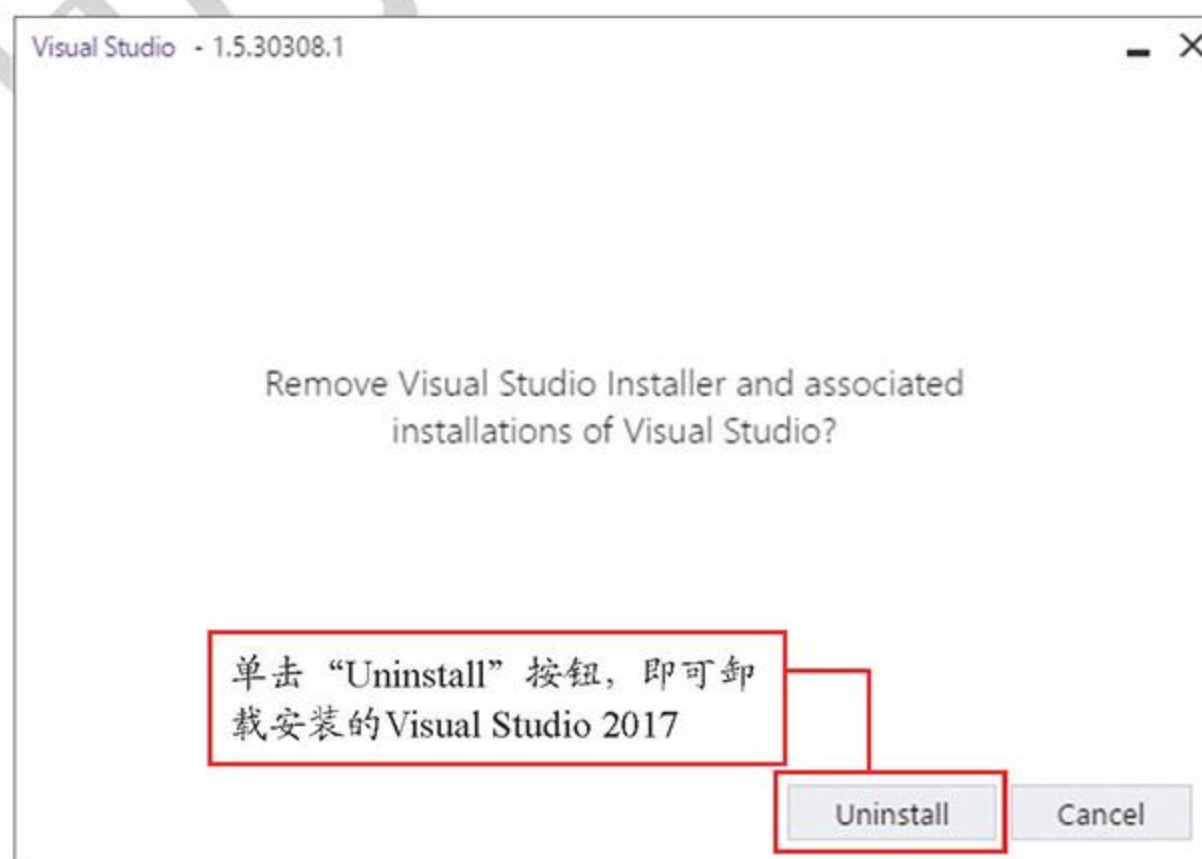 Visual Studio - 1.5.30308.1
Remove Visual Studio Installer and associated
installations of Visual Studio?
单击“Uninstall”按钮，即可卸
载安装的Visual Studio 2017
Uninstall Cancel